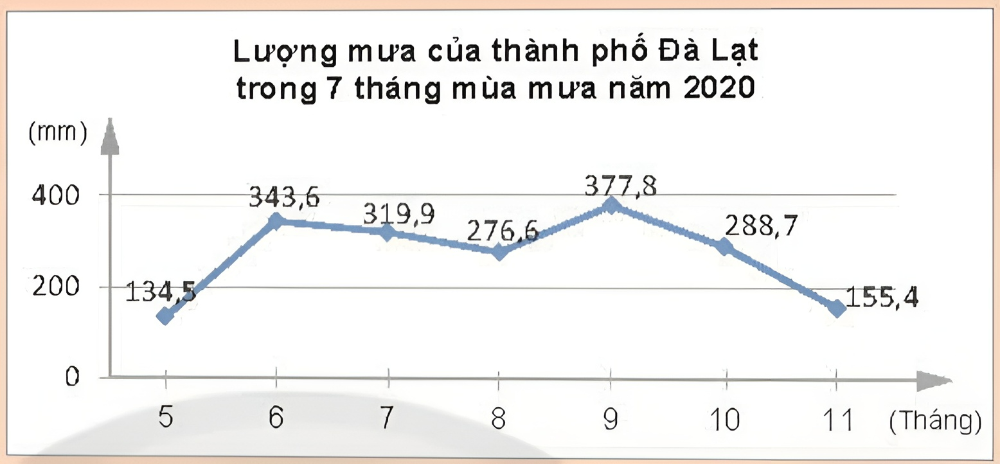 Lượng mưa của thành phố Đà Lạt
trong 7 tháng mùa mưa năm 2020
(mm)
400
200
0
134,5
343,6
319,9
276,6
377,8
288,7
155,4
5 6 7 8 9 10 11 (Tháng)